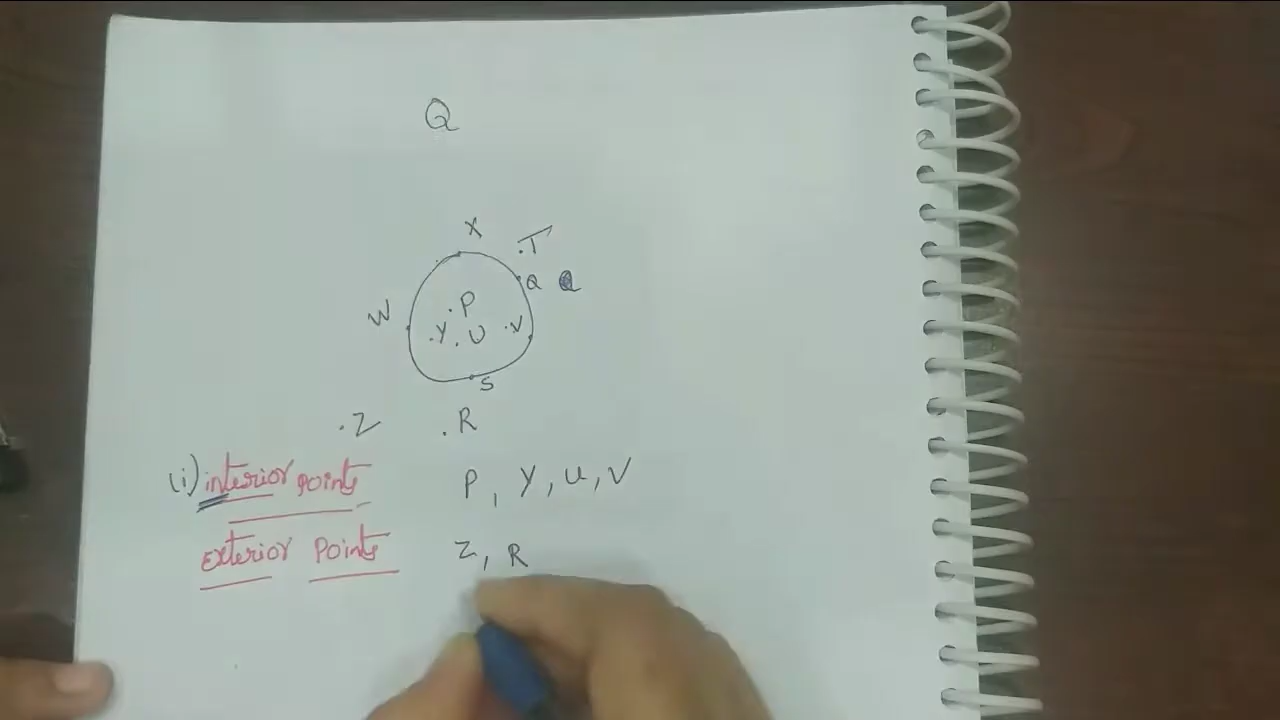 Q
X
.T
Q
W
.P
.Y .U .V
S
.Z .R
(i) interior points P, Y, U, V
Exterior Points Z, R